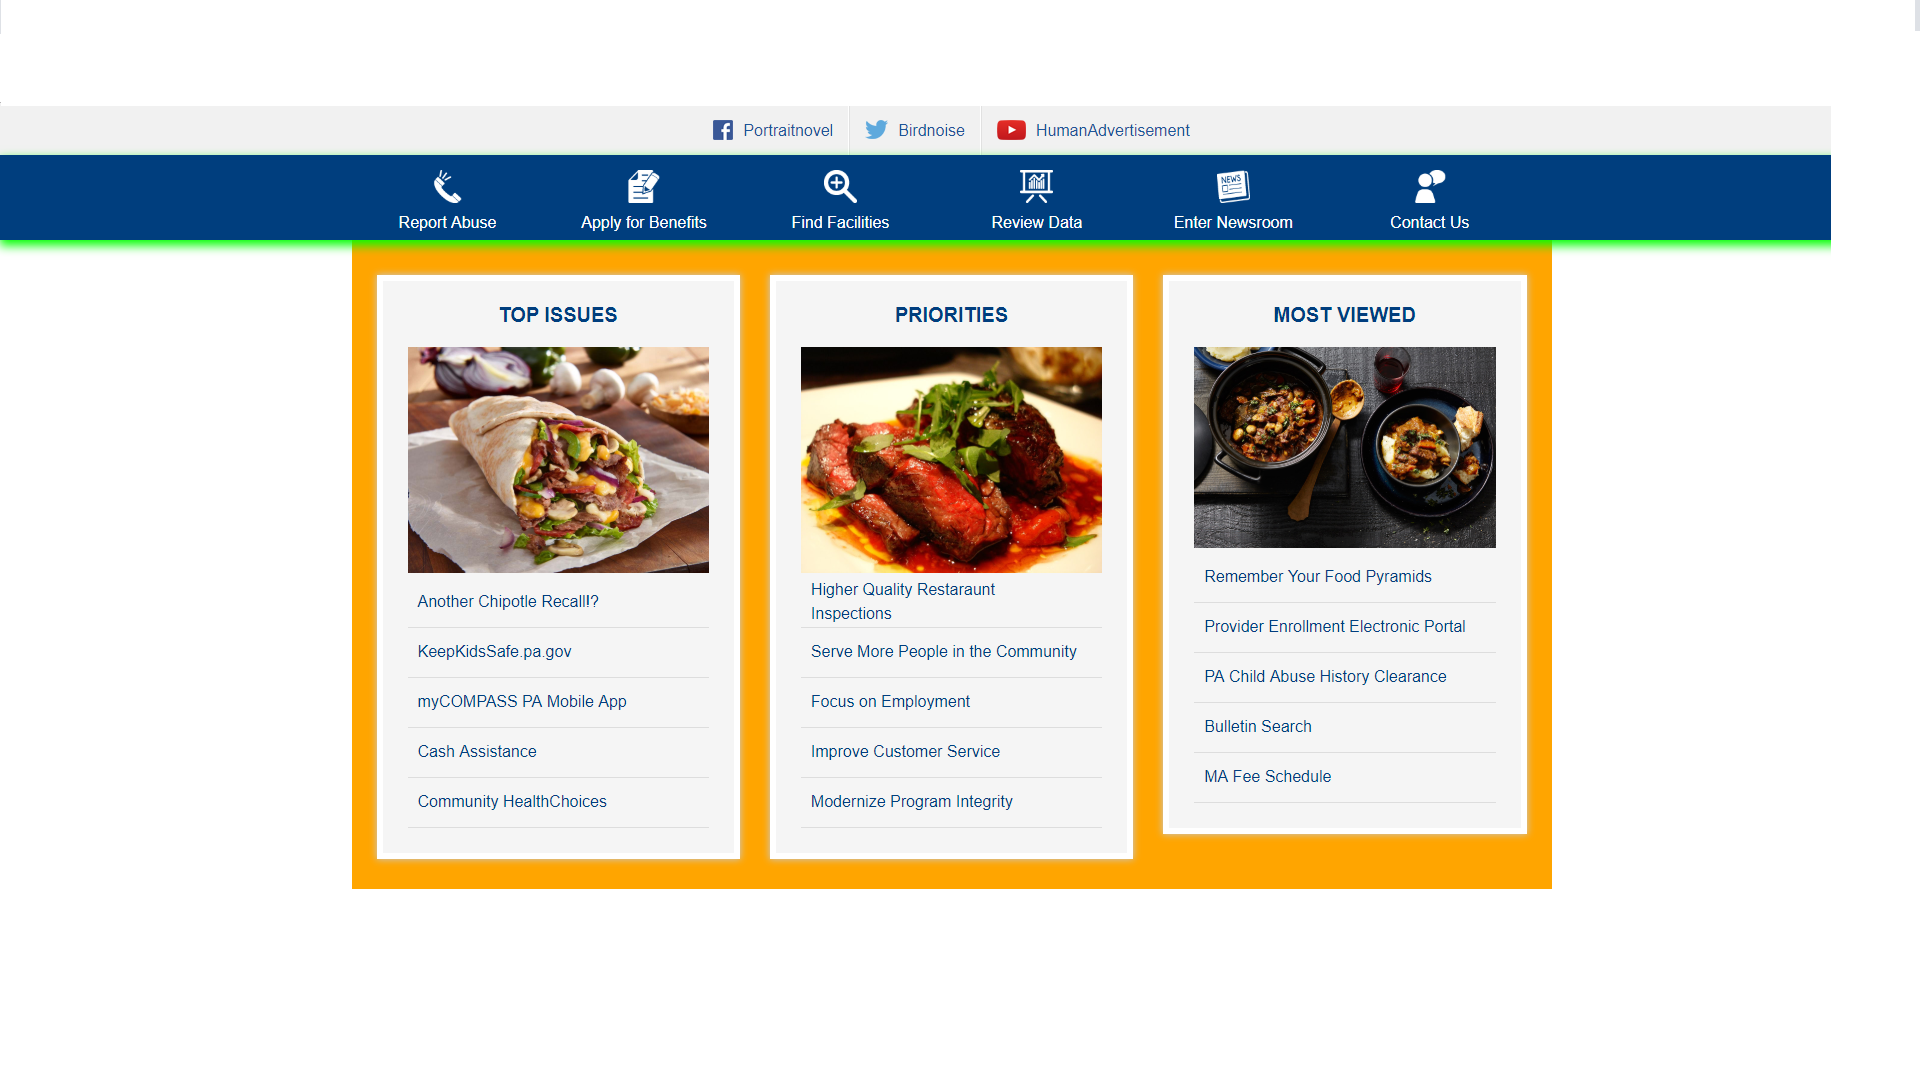 Portraitnovel
Birdnoise
HumanAdvertisement
Report Abuse
Apply for Benefits
Find Facilities
Review Data
NEWS
Enter Newsroom
Contact Us
TOP ISSUES
Another Chipotle Recall!?
KeepKidsSafe.pa.gov
myCOMPASS PA Mobile App
Cash Assistance
Community HealthChoices
PRIORITIES
Higher Quality Restaraunt
Inspections
Serve More People in the Community
Focus on Employment
Improve Customer Service
Modernize Program Integrity
MOST VIEWED
Remember Your Food Pyramids
Provider Enrollment Electronic Portal
PA Child Abuse History Clearance
Bulletin Search
MA Fee Schedule